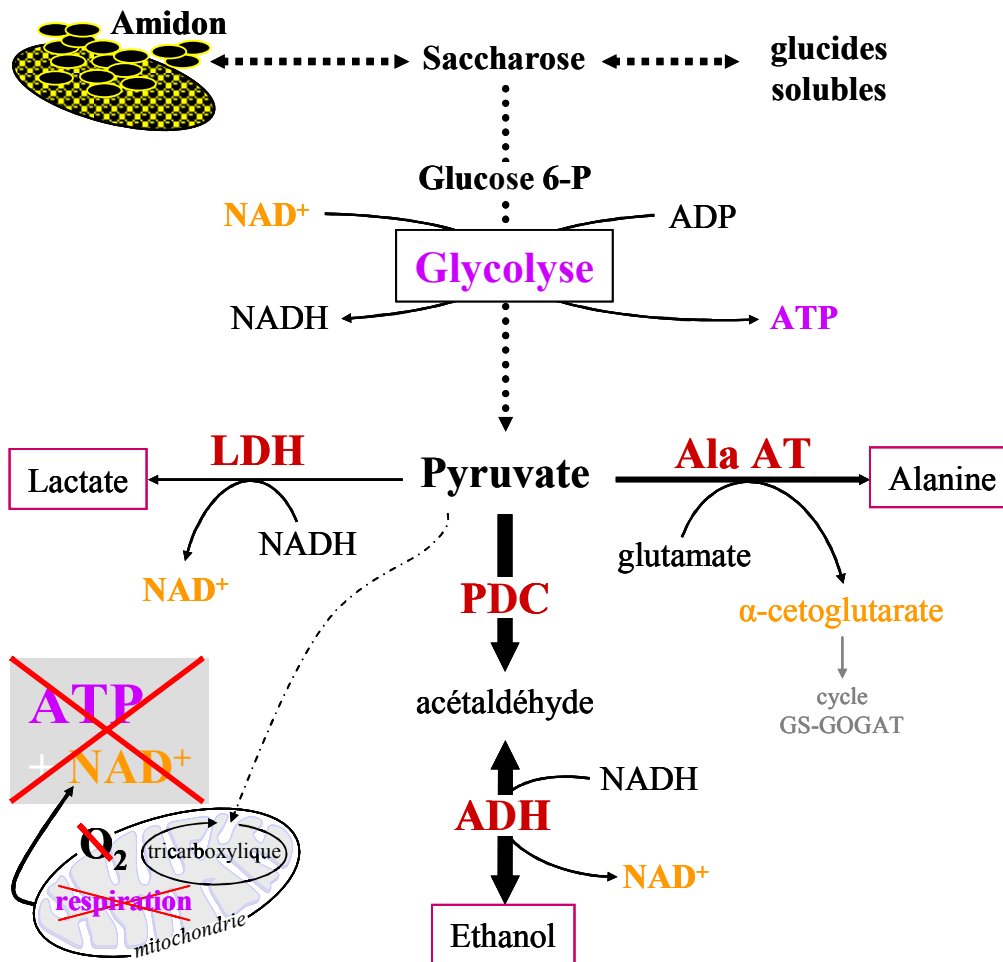 Amidon
Saccharose
glucides
solubles
Glucose 6-P
NAD⁺
ADP
Glycolyse
NADH
ATP
LDH
Ala AT
Lactate
Pyruvate
Alanine
NADH
glutamate
NAD⁺
PDC
α-cetoglutarate
acétaldéhyde
cycle
GS-GOGAT
ATP
+ NAD⁺
NADH
ADH
O₂
tricarboxylique
NAD⁺
respiration
mitochondrie
Ethanol